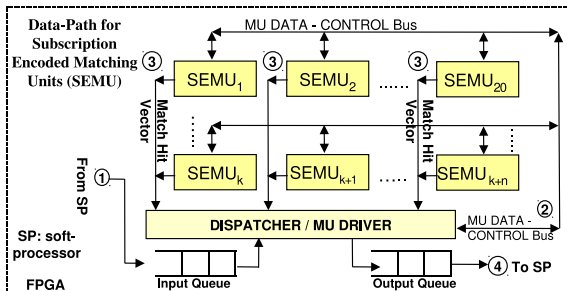 Data-Path for
Subscription
Encoded Matching
Units (SEMU)
MU DATA - CONTROL Bus
3
3
3
SEMU1
SEMU2
......
SEMU20
Match Hit
Vector
Match Hit
Vector
SEMUk
SEMUk+1
......
SEMUk+n
From SP
1
2
MU DATA -
CONTROL Bus
DISPATCHER / MU DRIVER
SP: soft-
processor
FPGA
Input Queue
Output Queue
4 To SP